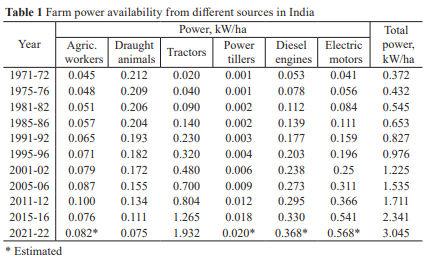 Table 1 Farm power availability from different sources in India
Year Power, kW/ha Total power, kW/ha
Agric. workers Draught animals Tractors Power tillers Diesel engines Electric motors
1971-72 0.045 0.212 0.020 0.001 0.053 0.041 0.372
1975-76 0.048 0.209 0.040 0.001 0.078 0.056 0.432
1981-82 0.051 0.206 0.090 0.002 0.112 0.084 0.545
1985-86 0.057 0.204 0.140 0.002 0.139 0.111 0.653
1991-92 0.065 0.193 0.230 0.003 0.177 0.159 0.827
1995-96 0.071 0.182 0.320 0.004 0.203 0.196 0.976
2001-02 0.079 0.172 0.480 0.006 0.238 0.25 1.225
2005-06 0.087 0.155 0.700 0.009 0.273 0.311 1.535
2011-12 0.100 0.134 0.804 0.012 0.295 0.366 1.711
2015-16 0.076 0.111 1.265 0.018 0.330 0.541 2.341
2021-22 0.082* 0.075 1.932 0.020* 0.368* 0.568* 3.045
* Estimated